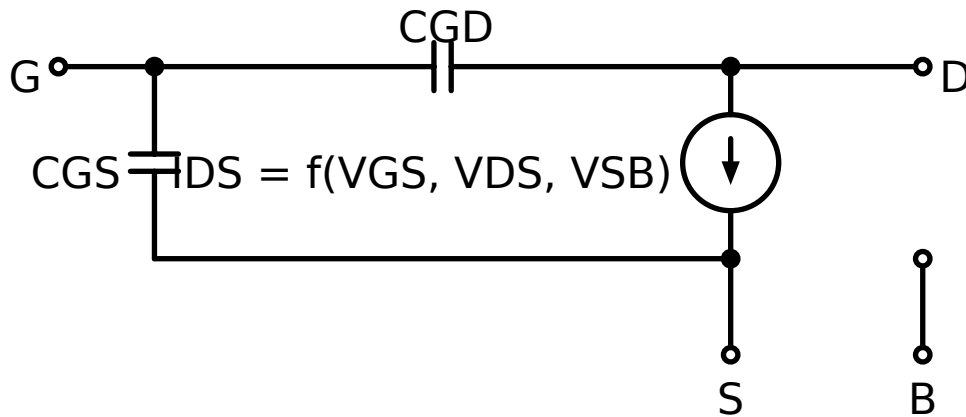 CGD
G
D
CGS
IDS = f(VGS, VDS, VSB)
S
B